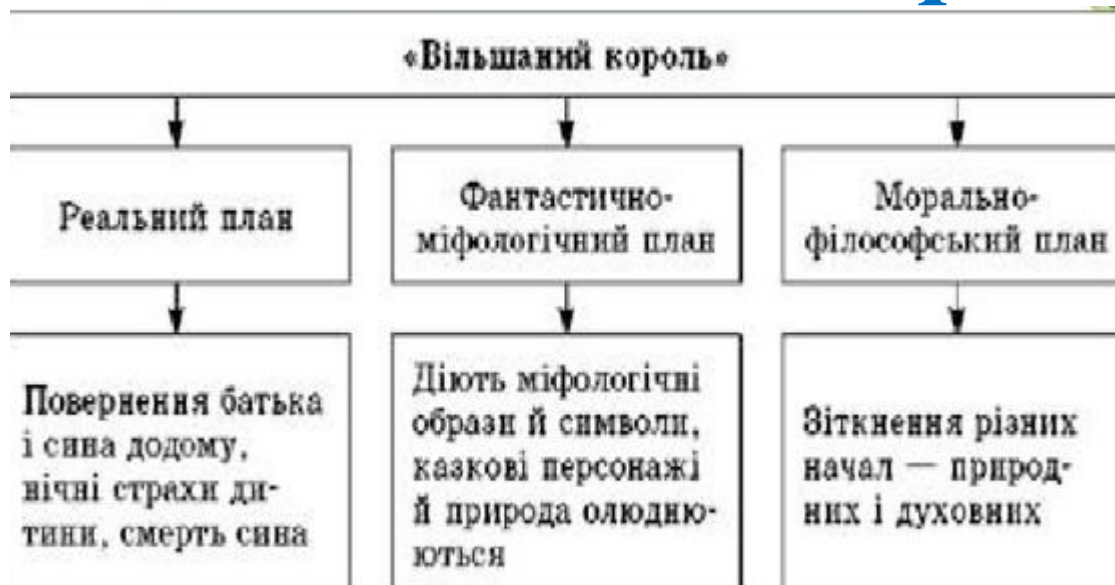 «Вільшаний король»
Реальний план
Фантастично-
міфологічний план
Морально-
філософський план
Повернення батька
і сина додому,
нічні страхи ди-
тини, смерть сина
Діють міфологічні
образи й символи,
казкові персонажі
й природа олюдню-
ються
Зіткнення різних
начал — природ-
них і духовних